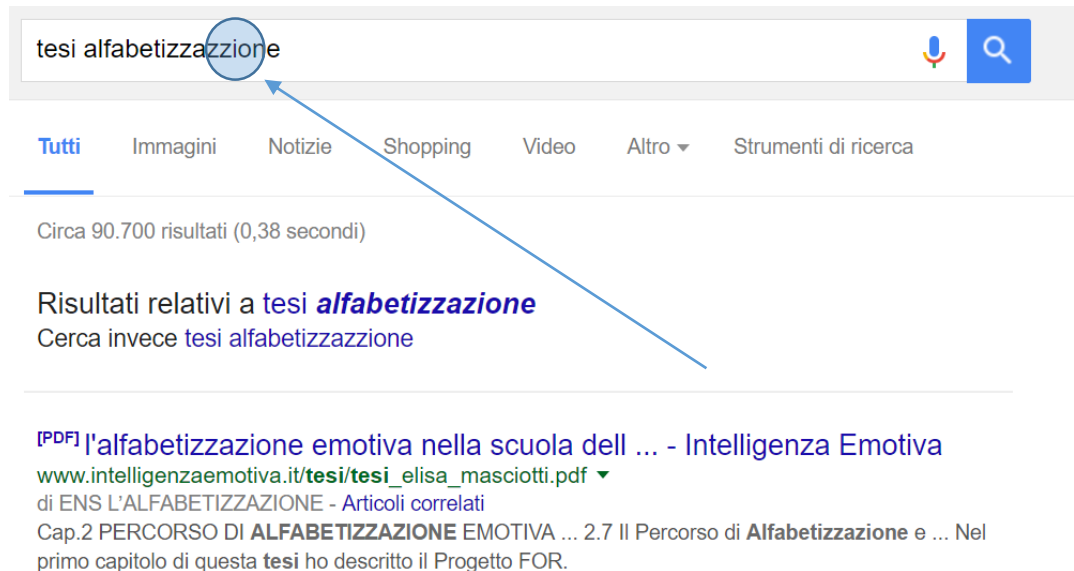 tesi alfabetizzazzione
Tutti Immagini Notizie Shopping Video Altro Strumenti di ricerca
Circa 90.700 risultati (0,38 secondi)
Risultati relativi a tesi alfabetizzazione
Cerca invece tesi alfabetizzazzione
[PDF] l'alfabetizzazione emotiva nella scuola dell ... - Intelligenza Emotiva
www.intelligenzaemotiva.it/tesi/tesi_elisa_masciotti.pdf
di ENS L'ALFABETIZZAZIONE - Articoli correlati
Cap.2 PERCORSO DI ALFABETIZZAZIONE EMOTIVA ... 2.7 Il Percorso di Alfabetizzazione e ... Nel
primo capitolo di questa tesi ho descritto il Progetto FOR.